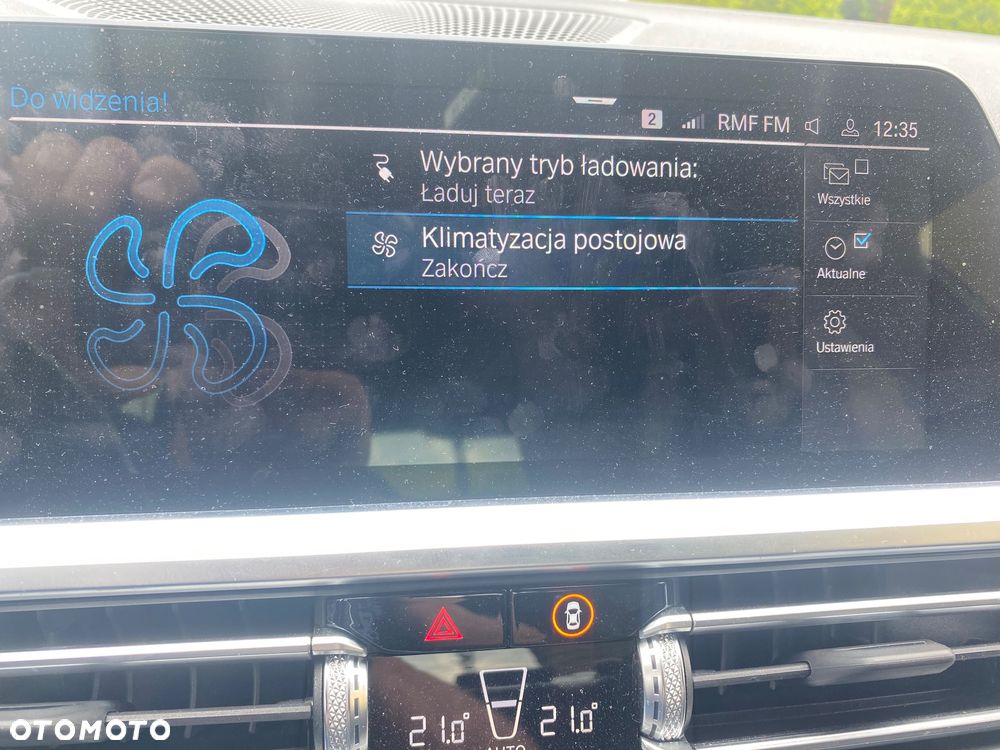 Do widzenia!
2 RMF FM 12:35
Wybrany tryb ładowania:
Ładuj teraz
Klimatyzacja postojowa
Zakończ
Wszystkie
Aktualne
Ustawienia
21.0° 21.0°
AUTO
OTOMOTO